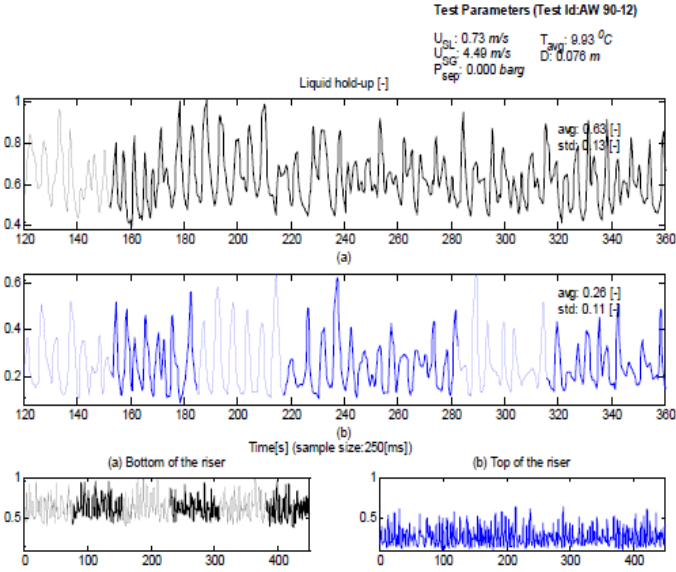 Test Parameters (Test Id:AW 90-12)
U_SL: 0.73 m/s T_avg: 9.93 ⁰C
U_SG: 4.49 m/s D: 0.076 m
P_sep: 0.000 barg
Liquid hold-up [-]
1
0.8
0.6
0.4
avg: 0.63 [-]
std: 0.13 [-]
120 140 160 180 200 220 240 260 280 300 320 340 360
(a)
0.6
0.4
0.2
avg: 0.26 [-]
std: 0.11 [-]
120 140 160 180 200 220 240 260 280 300 320 340 360
(b)
Time[s] (sample size:250[ms])
(a) Bottom of the riser (b) Top of the riser
1 1
0.5 0.5
0 100 200 300 400 0 100 200 300 400